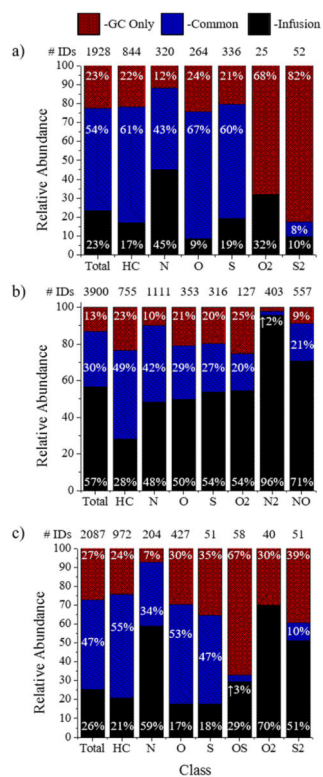 -GC Only -Common -Infusion
a) # IDs 1928 844 320 264 336 25 52
100 23% 22% 12% 24% 21% 68% 82%
90
80
70
60 54% 61% 43% 67% 60%
50
40
30
20
10 8%
0 23% 17% 45% 9% 19% 32% 10%
Relative Abundance
Total HC N O S O2 S2
b) # IDs 3900 755 1111 353 316 127 403 557
100 13% 23% 10% 21% 20% 25% ↑2% 9%
80
60 30% 49% 42% 29% 27% 20% 21%
40
20
0 57% 28% 48% 50% 54% 54% 96% 71%
Relative Abundance
Total HC N O S O2 N2 NO
c) # IDs 2087 972 204 427 51 58 40 51
100 27% 24% 7% 30% 35% 67% 30% 39%
90
80
70
60 47% 55% 34% 53% 47% 10%
50
40
30
20 ↑3%
10
0 26% 21% 59% 17% 18% 29% 70% 51%
Relative Abundance
Total HC N O S OS O2 S2
Class